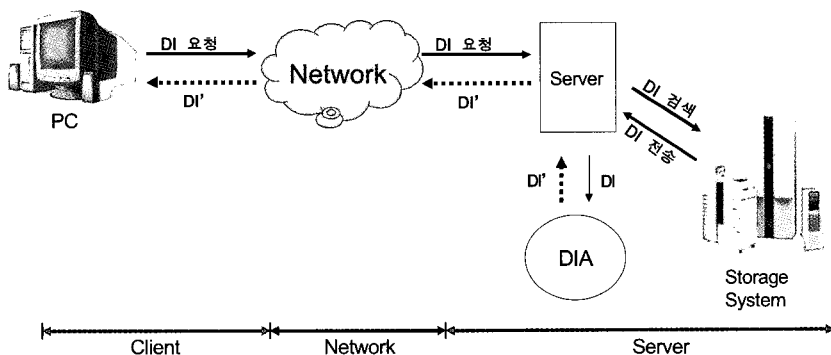 DI 요청
DI'
PC
Network
DI 요청
DI'
Server
DI 검색
DI 전송
DI'
DI
DIA
Storage
System
Client
Network
Server